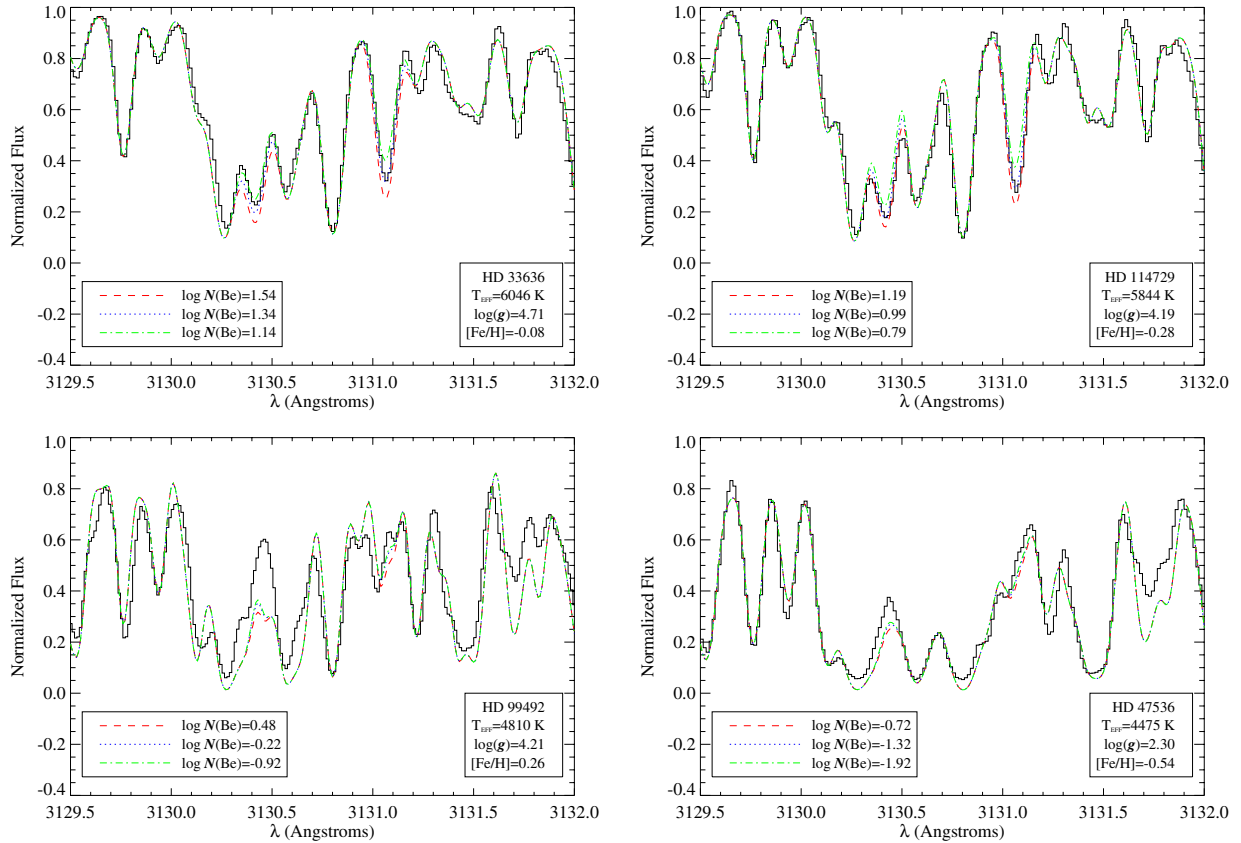 1.0
0.8
0.6
0.4
0.2
0.0
-0.2
-0.4
Normalized Flux
log N(Be)=1.54
log N(Be)=1.34
log N(Be)=1.14
HD 33636
TEFF=6046 K
log(g)=4.71
[Fe/H]=-0.08
3129.5 3130.0 3130.5 3131.0 3131.5 3132.0
λ (Angstroms)
1.0
0.8
0.6
0.4
0.2
0.0
-0.2
-0.4
Normalized Flux
log N(Be)=1.19
log N(Be)=0.99
log N(Be)=0.79
HD 114729
TEFF=5844 K
log(g)=4.19
[Fe/H]=-0.28
3129.5 3130.0 3130.5 3131.0 3131.5 3132.0
λ (Angstroms)
1.0
0.8
0.6
0.4
0.2
0.0
-0.2
-0.4
Normalized Flux
log N(Be)=0.48
log N(Be)=-0.22
log N(Be)=-0.92
HD 99492
TEFF=4810 K
log(g)=4.21
[Fe/H]=0.26
3129.5 3130.0 3130.5 3131.0 3131.5 3132.0
λ (Angstroms)
1.0
0.8
0.6
0.4
0.2
0.0
-0.2
-0.4
Normalized Flux
log N(Be)=-0.72
log N(Be)=-1.32
log N(Be)=-1.92
HD 47536
TEFF=4475 K
log(g)=2.30
[Fe/H]=-0.54
3129.5 3130.0 3130.5 3131.0 3131.5 3132.0
λ (Angstroms)